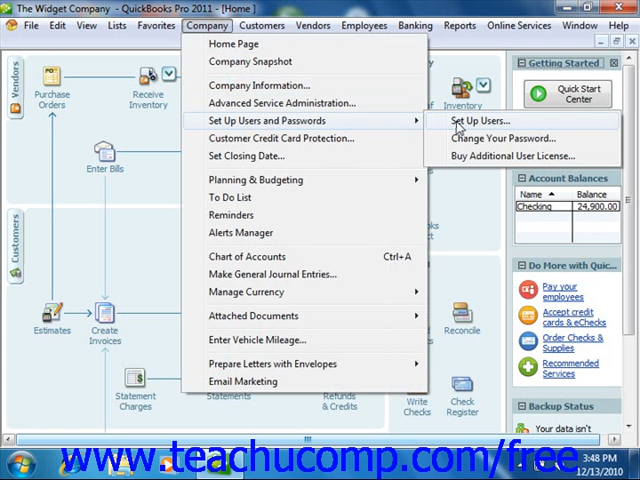 The Widget Company - QuickBooks Pro 2011 - [Home ]
File Edit View Lists Favorites Company Customers Vendors Employees Banking Reports Online Services Window Help
Home Page
Company Snapshot
Company Information...
Advanced Service Administration...
Set Up Users and Passwords
Customer Credit Card Protection...
Set Closing Date...
Planning & Budgeting
To Do List
Reminders
Alerts Manager
Chart of Accounts Ctrl+A
Make General Journal Entries...
Manage Currency
Attached Documents
Enter Vehicle Mileage...
Prepare Letters with Envelopes
Email Marketing
Set Up Users...
Change Your Password...
Buy Additional User License...
Vendors
Purchase
Orders
Receive
Inventory
Enter Bills
Inventory
Customers
Estimates
Create
Invoices
Statement
Charges
Statements
Refunds
& Credits
Reconcile
Write
Checks
Check
Register
Getting Started
Quick Start
Center
Account Balances
Name Balance
Checking 24,900.00
Do More with Quic...
Pay your
employees
Accept credit
cards & eChecks
Order Checks &
Supplies
Recommended
Services
Backup Status
Your data isn't
www.teachucomp.com/free
3:48 PM
12/13/2010